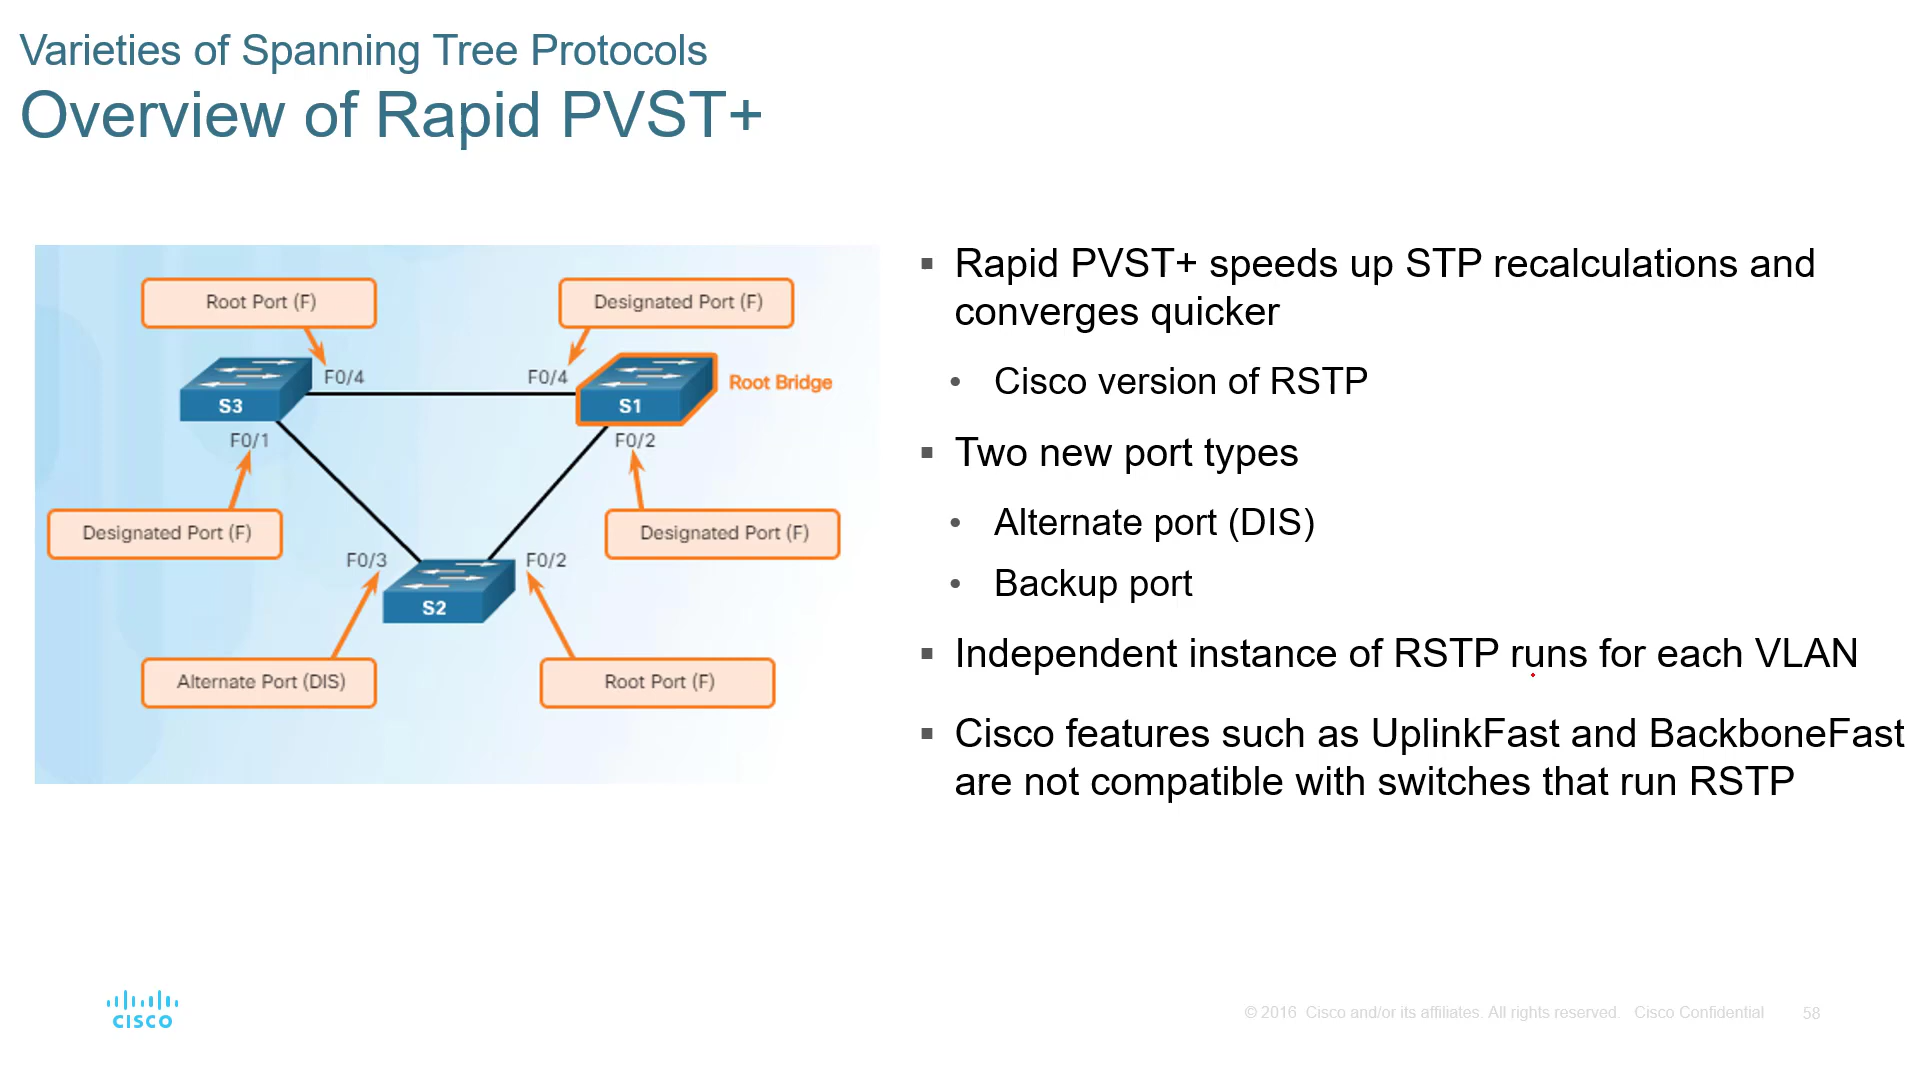 Varieties of Spanning Tree Protocols
Overview of Rapid PVST+
Root Port (F)
Designated Port (F)
F0/4
F0/4
Root Bridge
S3
S1
F0/1
F0/2
Designated Port (F)
Designated Port (F)
F0/3
F0/2
S2
Alternate Port (DIS)
Root Port (F)
▪ Rapid PVST+ speeds up STP recalculations and
converges quicker
• Cisco version of RSTP
▪ Two new port types
• Alternate port (DIS)
• Backup port
▪ Independent instance of RSTP runs for each VLAN
▪ Cisco features such as UplinkFast and BackboneFast
are not compatible with switches that run RSTP
CISCO
© 2016 Cisco and/or its affiliates. All rights reserved. Cisco Confidential 58